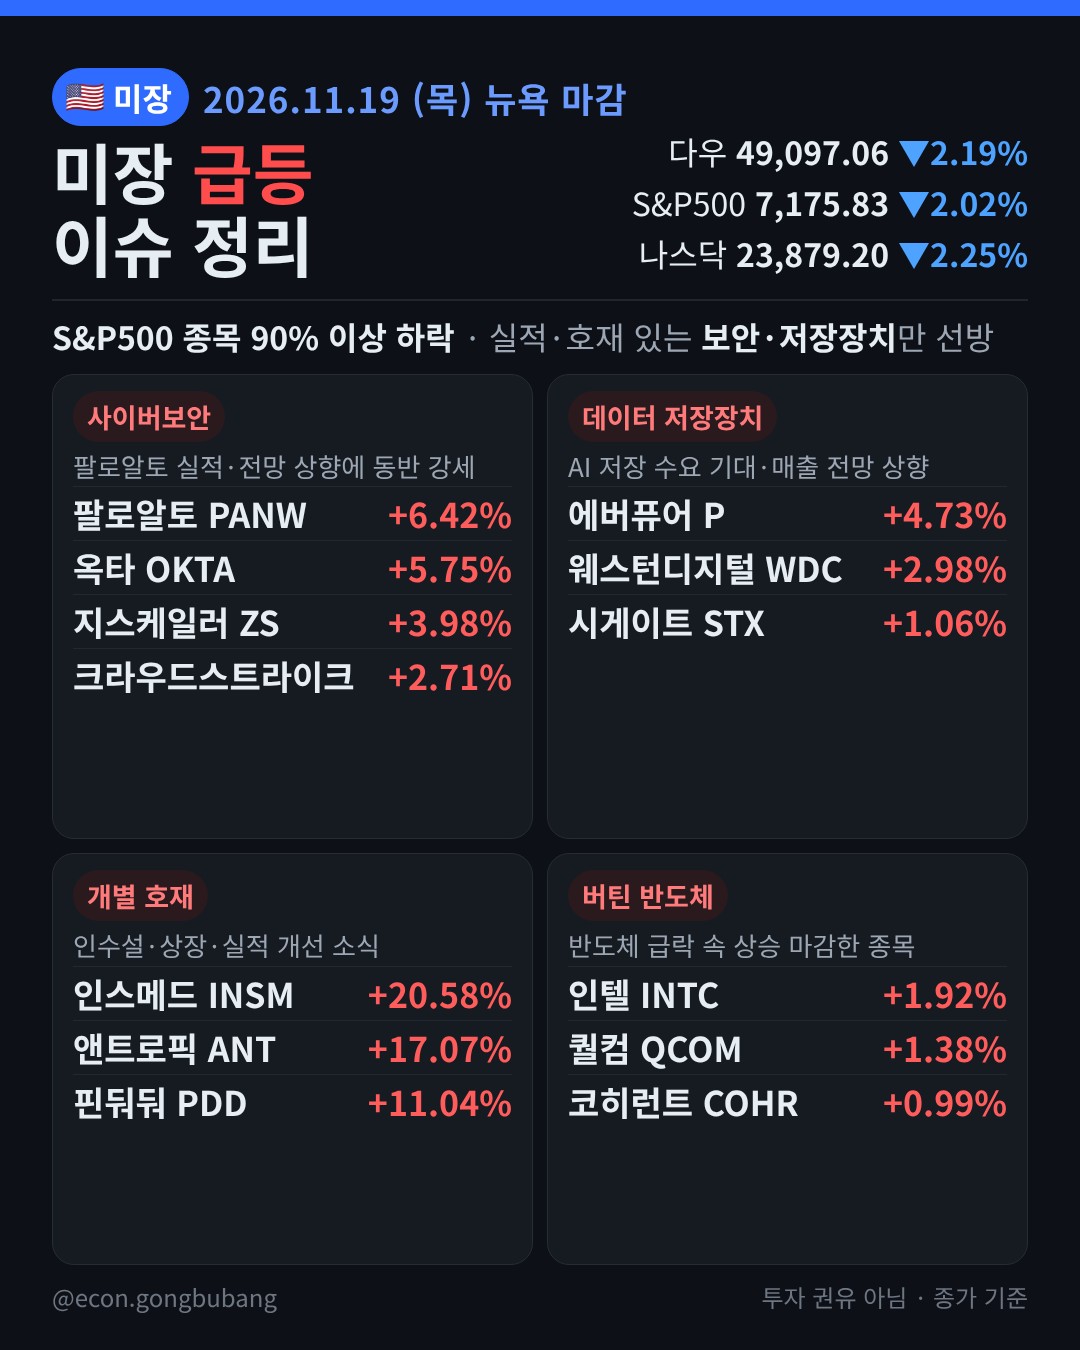 🇺🇸 미장 2026.11.19 (목) 뉴욕 마감
미장 급등
이슈 정리
다우 49,097.06 ▼2.19%
S&P500 7,175.83 ▼2.02%
나스닥 23,879.20 ▼2.25%
S&P500 종목 90% 이상 하락 · 실적·호재 있는 보안·저장장치만 선방
사이버보안
팔로알토 실적·전망 상향에 동반 강세
팔로알토 PANW +6.42%
옥타 OKTA +5.75%
지스케일러 ZS +3.98%
크라우드스트라이크 +2.71%
데이터 저장장치
AI 저장 수요 기대·매출 전망 상향
에버퓨어 P +4.73%
웨스턴디지털 WDC +2.98%
시게이트 STX +1.06%
개별 호재
인수설·상장·실적 개선 소식
인스메드 INSM +20.58%
앤트로픽 ANT +17.07%
핀둬둬 PDD +11.04%
버틴 반도체
반도체 급락 속 상승 마감한 종목
인텔 INTC +1.92%
퀄컴 QCOM +1.38%
코히런트 COHR +0.99%
@econ.gongbubang
투자 권유 아님 · 종가 기준